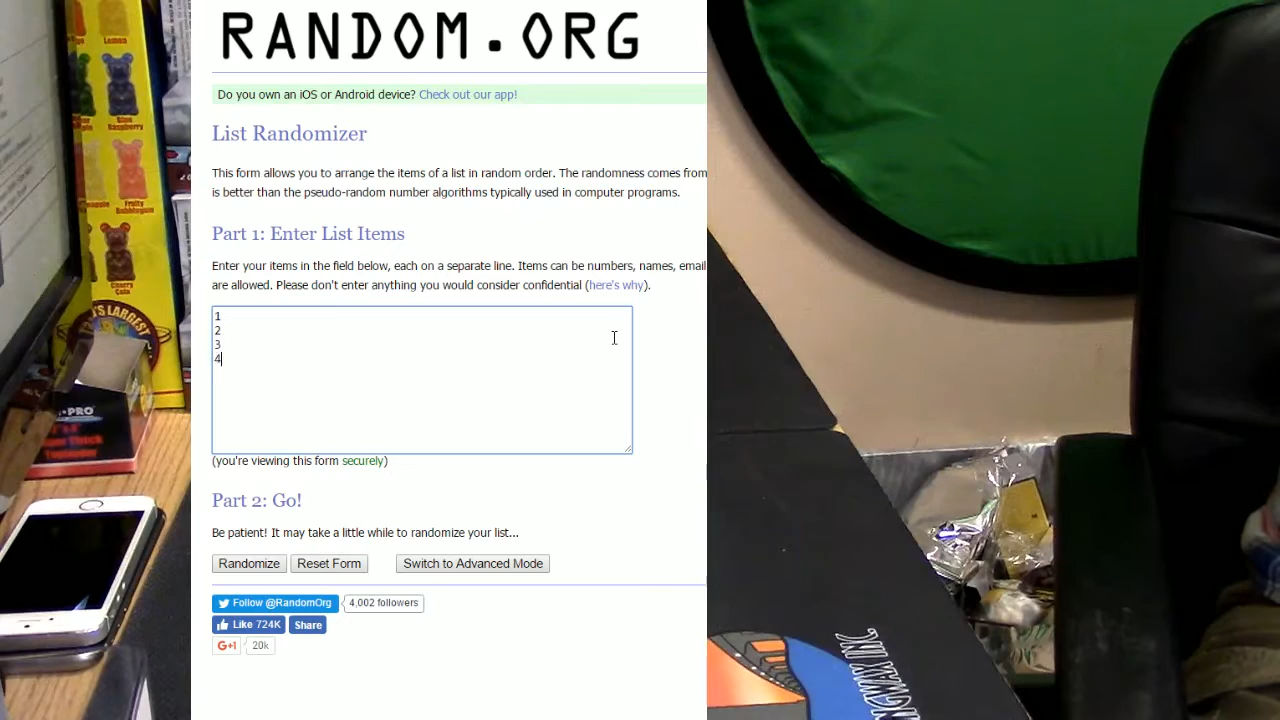 RANDOM.ORG
Do you own an iOS or Android device? Check out our app!
List Randomizer
This form allows you to arrange the items of a list in random order. The randomness comes from
is better than the pseudo-random number algorithms typically used in computer programs.
Part 1: Enter List Items
Enter your items in the field below, each on a separate line. Items can be numbers, names, email
are allowed. Please don't enter anything you would consider confidential (here's why).
1
2
3
4
(you're viewing this form securely)
Part 2: Go!
Be patient! It may take a little while to randomize your list...
Randomize
Reset Form
Switch to Advanced Mode
Follow @RandomOrg
4,002 followers
Like 724K
Share
G+1
20k
Lemon
Blue
Raspberry
Fruity
Bubblegum
Cherry
Cola
LARGEST
PRO
Thick
Toploader
INC.